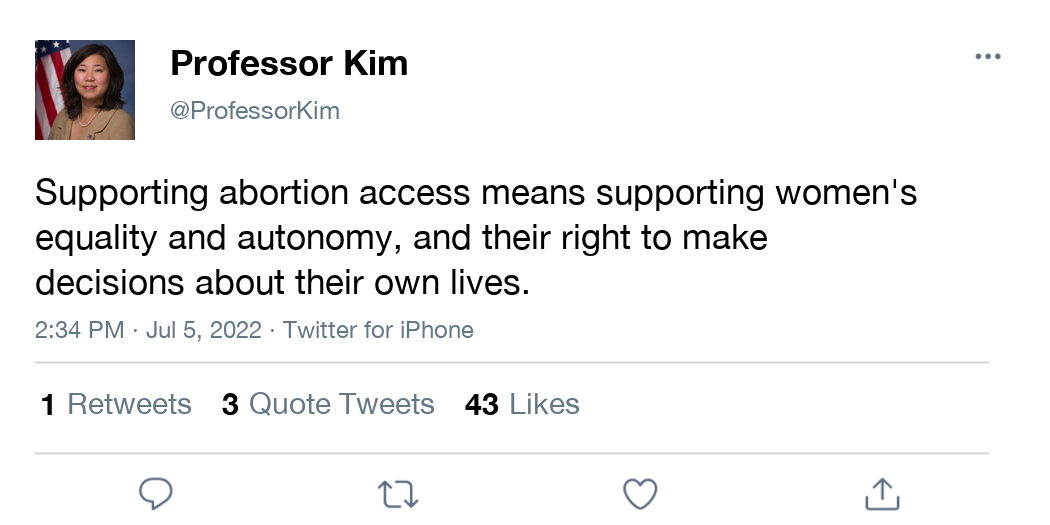 Professor Kim
@ProfessorKim
Supporting abortion access means supporting women's
equality and autonomy, and their right to make
decisions about their own lives.
2:34 PM · Jul 5, 2022 · Twitter for iPhone
1 Retweets 3 Quote Tweets 43 Likes